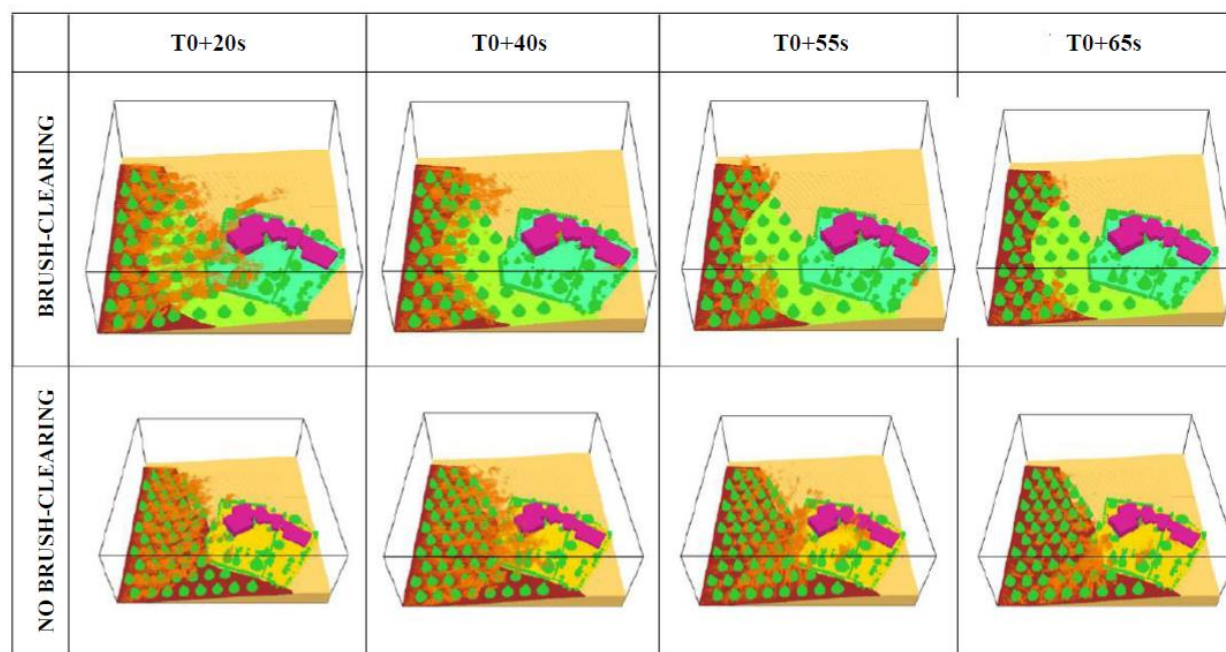 T0+20s
T0+40s
T0+55s
T0+65s
BRUSH-CLEARING
NO BRUSH-CLEARING